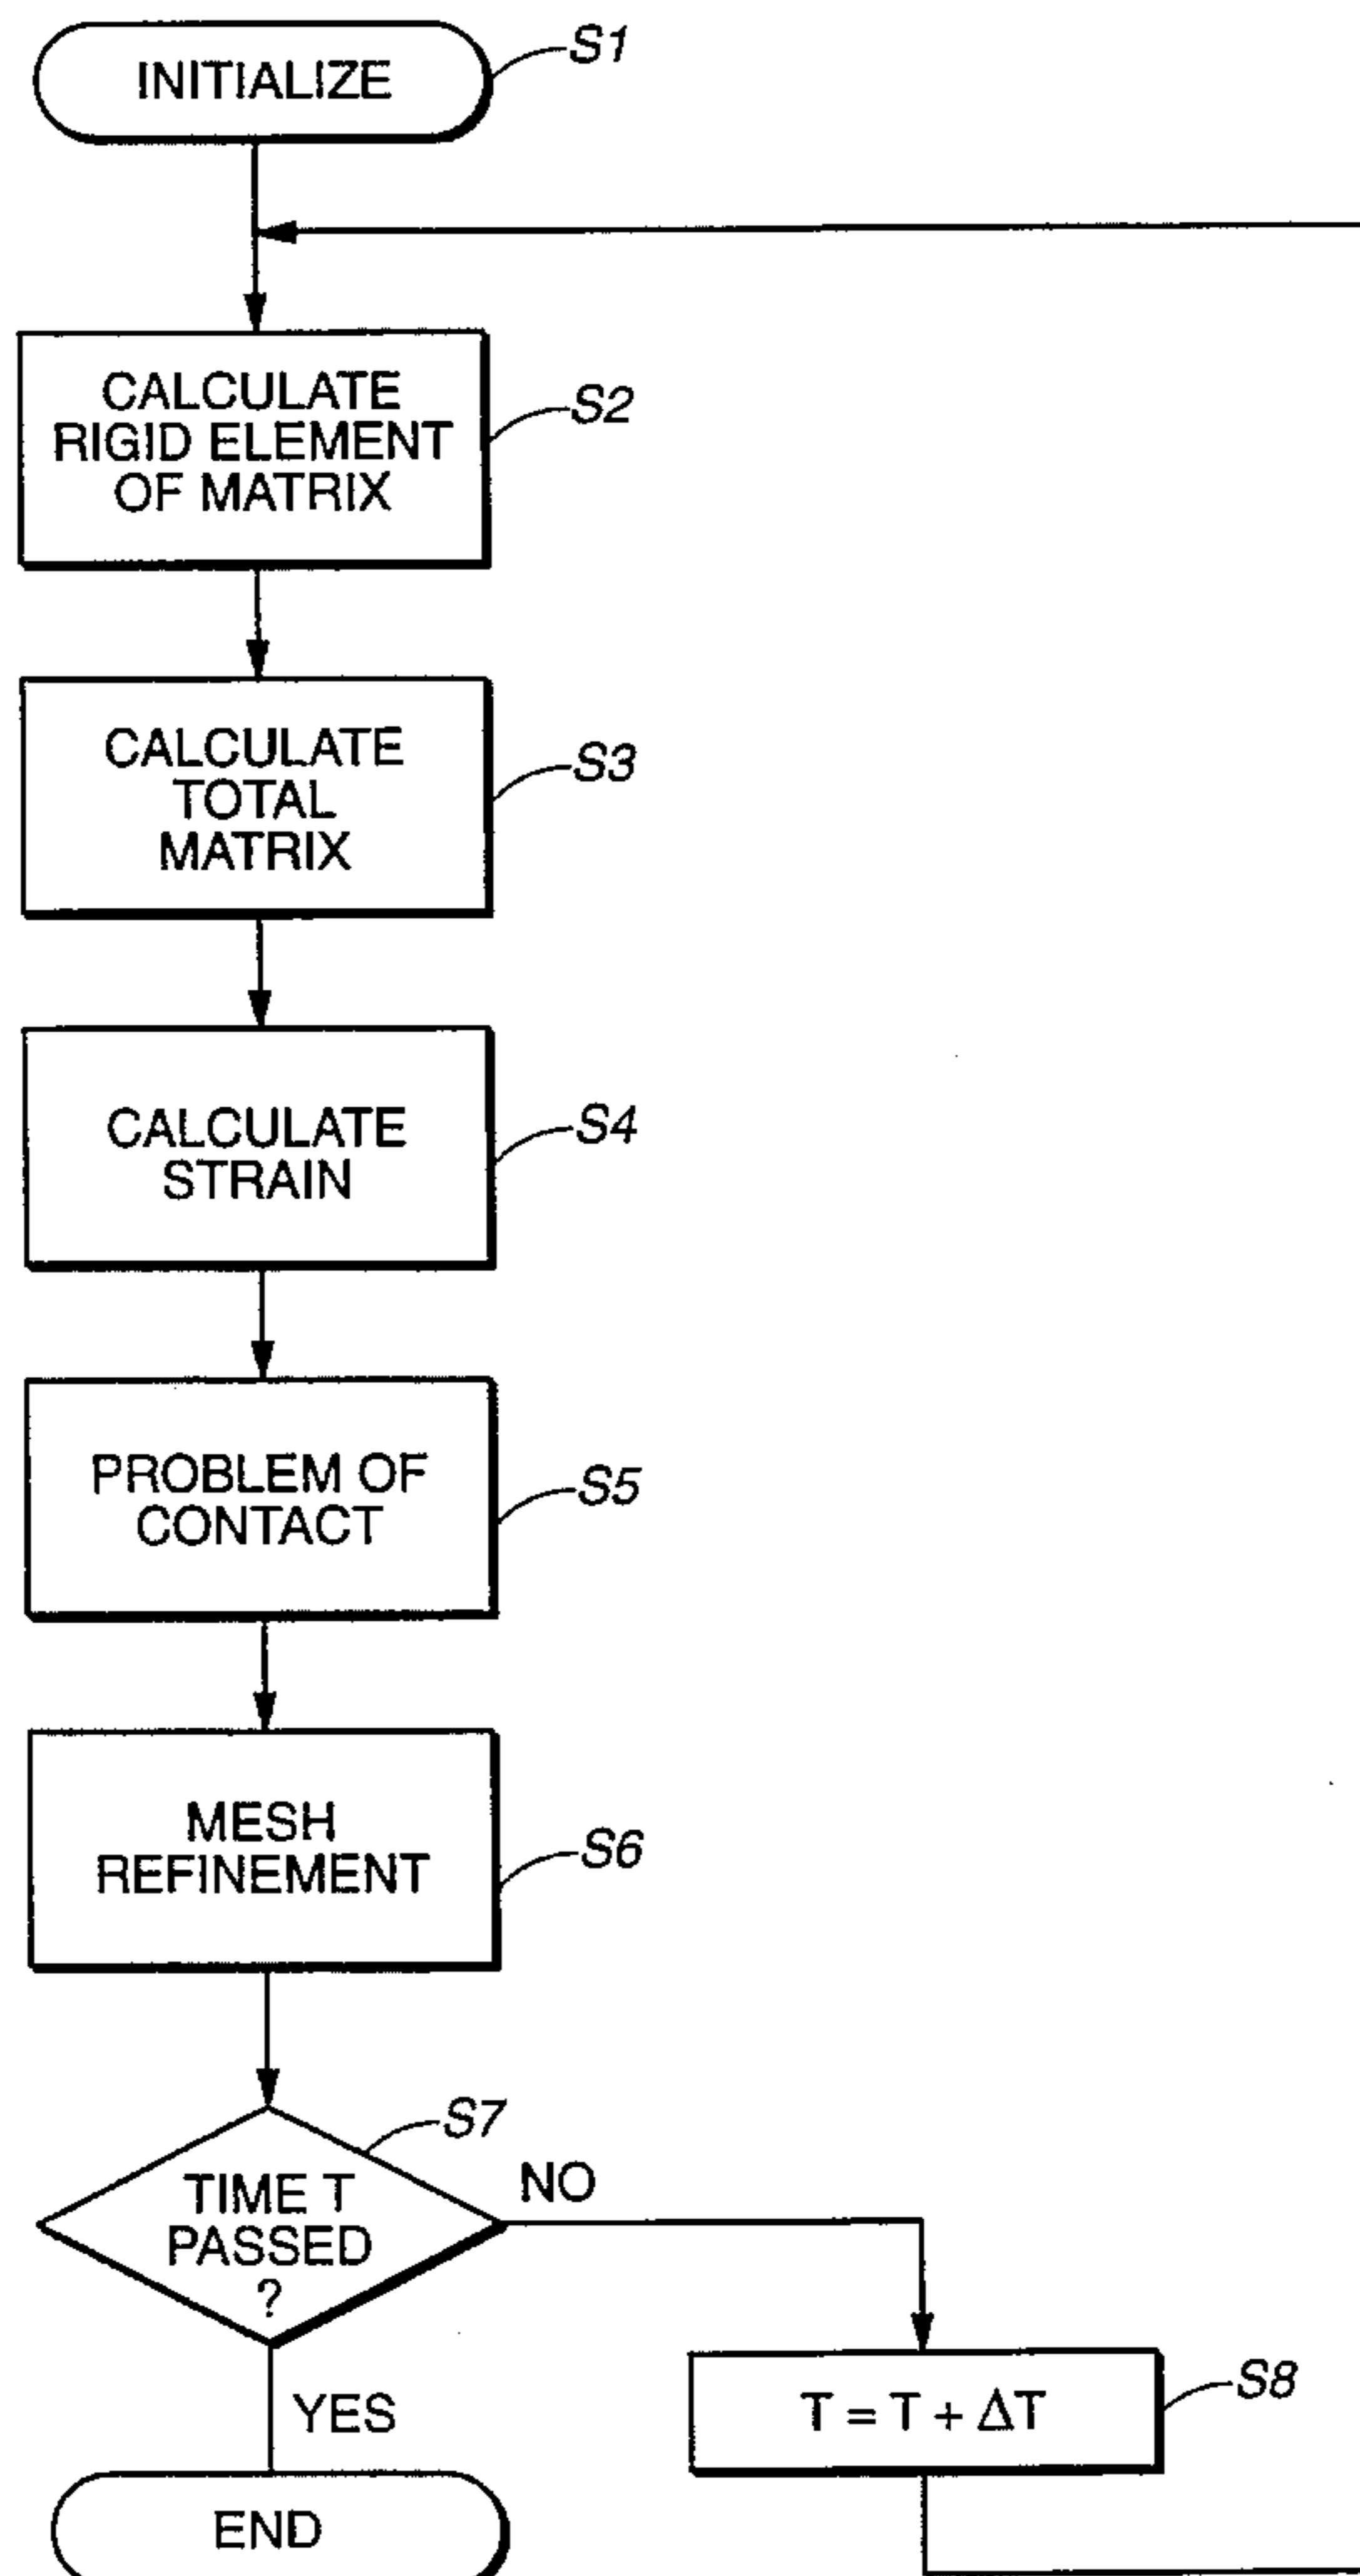 INITIALIZE
S1
CALCULATE
RIGID ELEMENT
OF MATRIX
S2
CALCULATE
TOTAL
MATRIX
S3
CALCULATE
STRAIN
S4
PROBLEM OF
CONTACT
S5
MESH
REFINEMENT
S6
S7
TIME T
PASSED
?
NO
YES
T = T + ΔT
S8
END